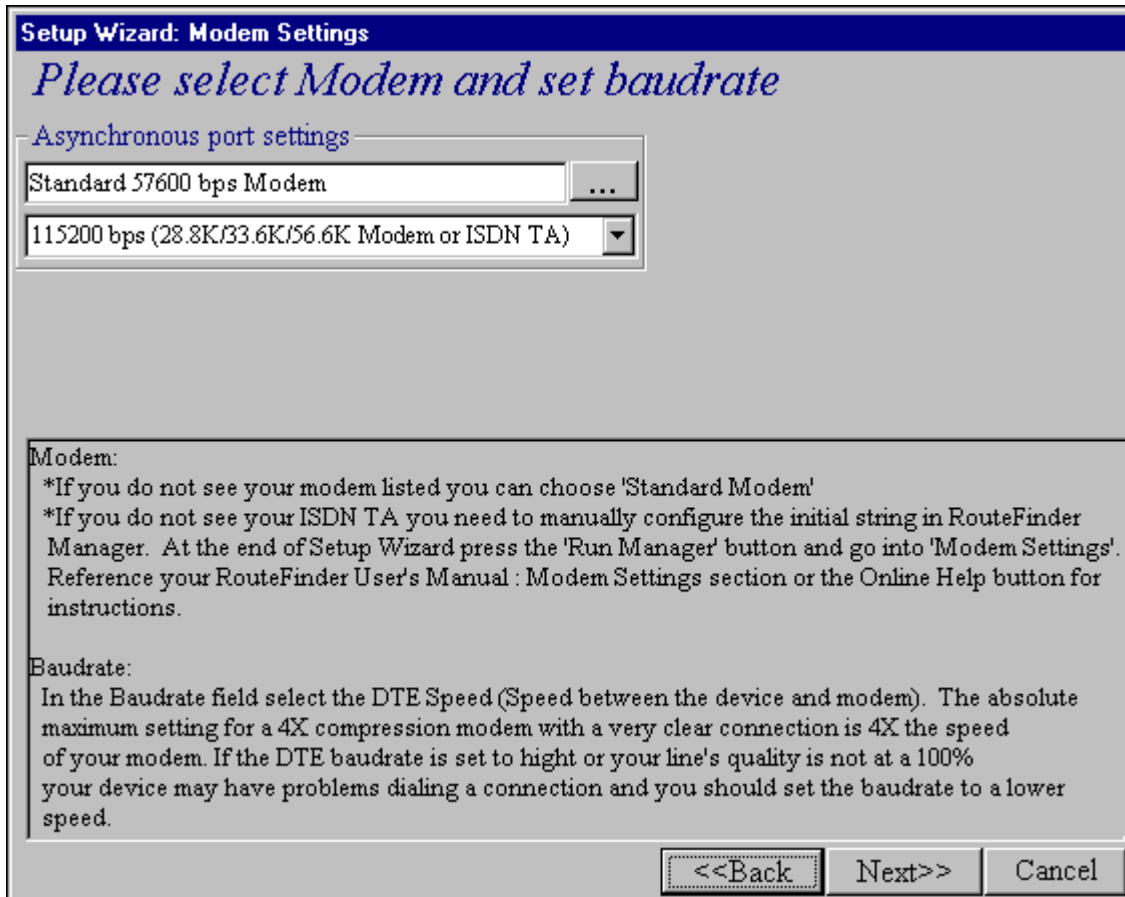 Setup Wizard: Modem Settings
Please select Modem and set baudrate
Asynchronous port settings
Standard 57600 bps Modem
...
115200 bps (28.8K/33.6K/56.6K Modem or ISDN TA)
Modem:
*If you do not see your modem listed you can choose 'Standard Modem'
*If you do not see your ISDN TA you need to manually configure the initial string in RouteFinder
Manager. At the end of Setup Wizard press the 'Run Manager' button and go into 'Modem Settings'.
Reference your RouteFinder User's Manual : Modem Settings section or the Online Help button for
instructions.
Baudrate:
In the Baudrate field select the DTE Speed (Speed between the device and modem). The absolute
maximum setting for a 4X compression modem with a very clear connection is 4X the speed
of your modem. If the DTE baudrate is set to hight or your line's quality is not at a 100%
your device may have problems dialing a connection and you should set the baudrate to a lower
speed.
<<Back
Next>>
Cancel